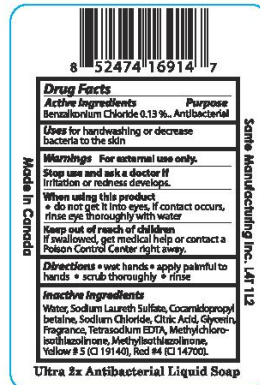 8 52474 16914 7
Drug Facts
Active Ingredients Purpose
Benzalkonium Chloride 0.13 %.. Antibacterial
Uses for handwashing or decrease
bacteria to the skin
Warnings For external use only.
Stop use and ask a doctor if
irritation or redness develops.
When using this product
• do not get it into eyes, if contact occurs,
rinse eye thoroughly with water
Keep out of reach of children
if swallowed, get medical help or contact a
Poison Control Center right away.
Directions • wet hands • apply palmful to
hands • scrub thoroughly • rinse
Inactive Ingredients
Water, Sodium Laureth Sulfate, Cocamidopropyl
betaine, Sodium Chloride, Citric Acid, Glycerin,
Fragrance, Tetrasodium EDTA, Methylchloro-
isothiazolinone, Methylisothiazolinone,
Yellow # 5 (CI 19140), Red #4 (CI 14700).
Ultra 2x Antibacterial Liquid Soap
Made in Canada
Sante Manufacturing Inc. L4T 1L2